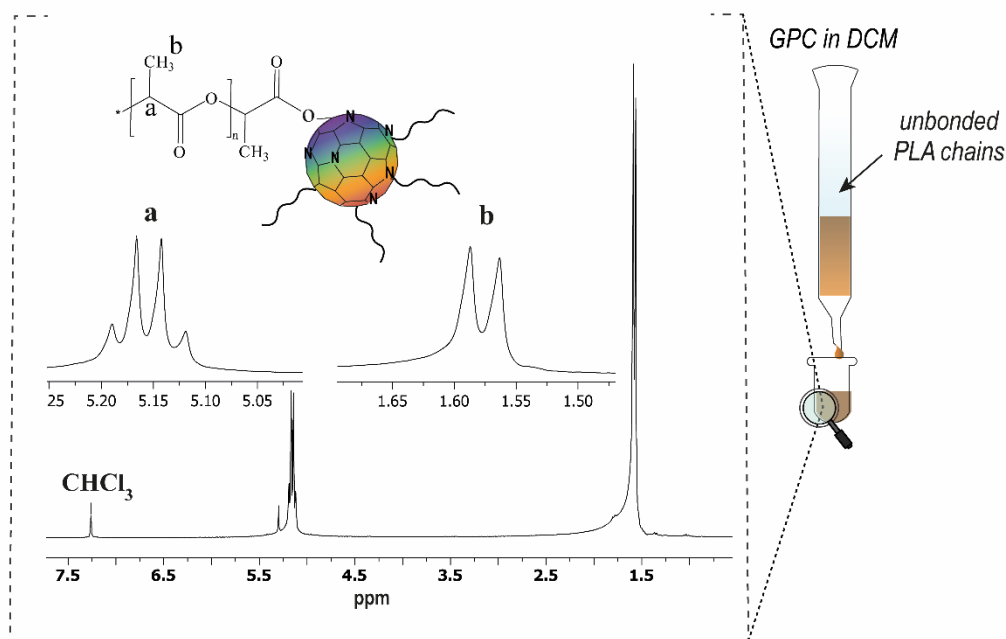 GPC in DCM
unbonded
PLA chains
b
CH₃
O
O
*
a
O
n
O
CH₃
O
N
N
N
N
N
N
a
b
25 5.20 5.15 5.10 5.05
1.65 1.60 1.55 1.50
CHCl₃
7.5 6.5 5.5 4.5 3.5 2.5 1.5
ppm